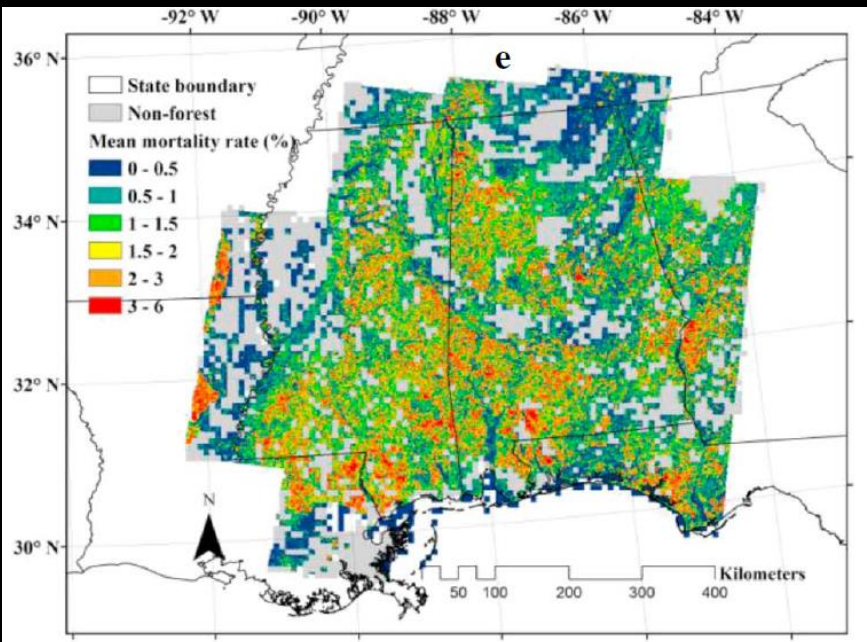 -92° W -90° W -88° W -86° W -84° W
e
36° N
State boundary
Non-forest
Mean mortality rate (%)
0 - 0.5
0.5 - 1
1 - 1.5
1.5 - 2
2 - 3
3 - 6
34° N
32° N
N
30° N
Kilometers
50 100 200 300 400